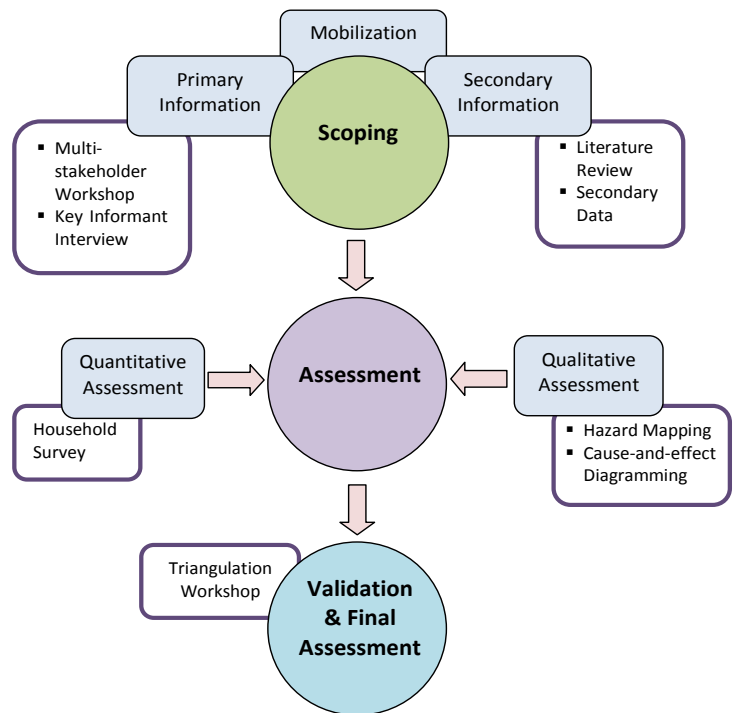 Mobilization
Primary
Information
Secondary
Information
Scoping
▪ Multi-
stakeholder
Workshop
▪ Key Informant
Interview
▪ Literature
Review
▪ Secondary
Data
Quantitative
Assessment
Assessment
Qualitative
Assessment
Household
Survey
▪ Hazard Mapping
▪ Cause-and-effect
Diagramming
Triangulation
Workshop
Validation
& Final
Assessment